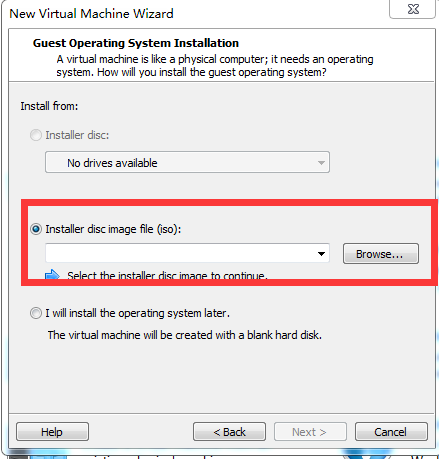 New Virtual Machine Wizard
Guest Operating System Installation
A virtual machine is like a physical computer; it needs an operating
system. How will you install the guest operating system?
Install from:
Installer disc:
No drives available
Installer disc image file (iso):
Browse...
Select the installer disc image to continue.
I will install the operating system later.
The virtual machine will be created with a blank hard disk.
Help
< Back
Next >
Cancel